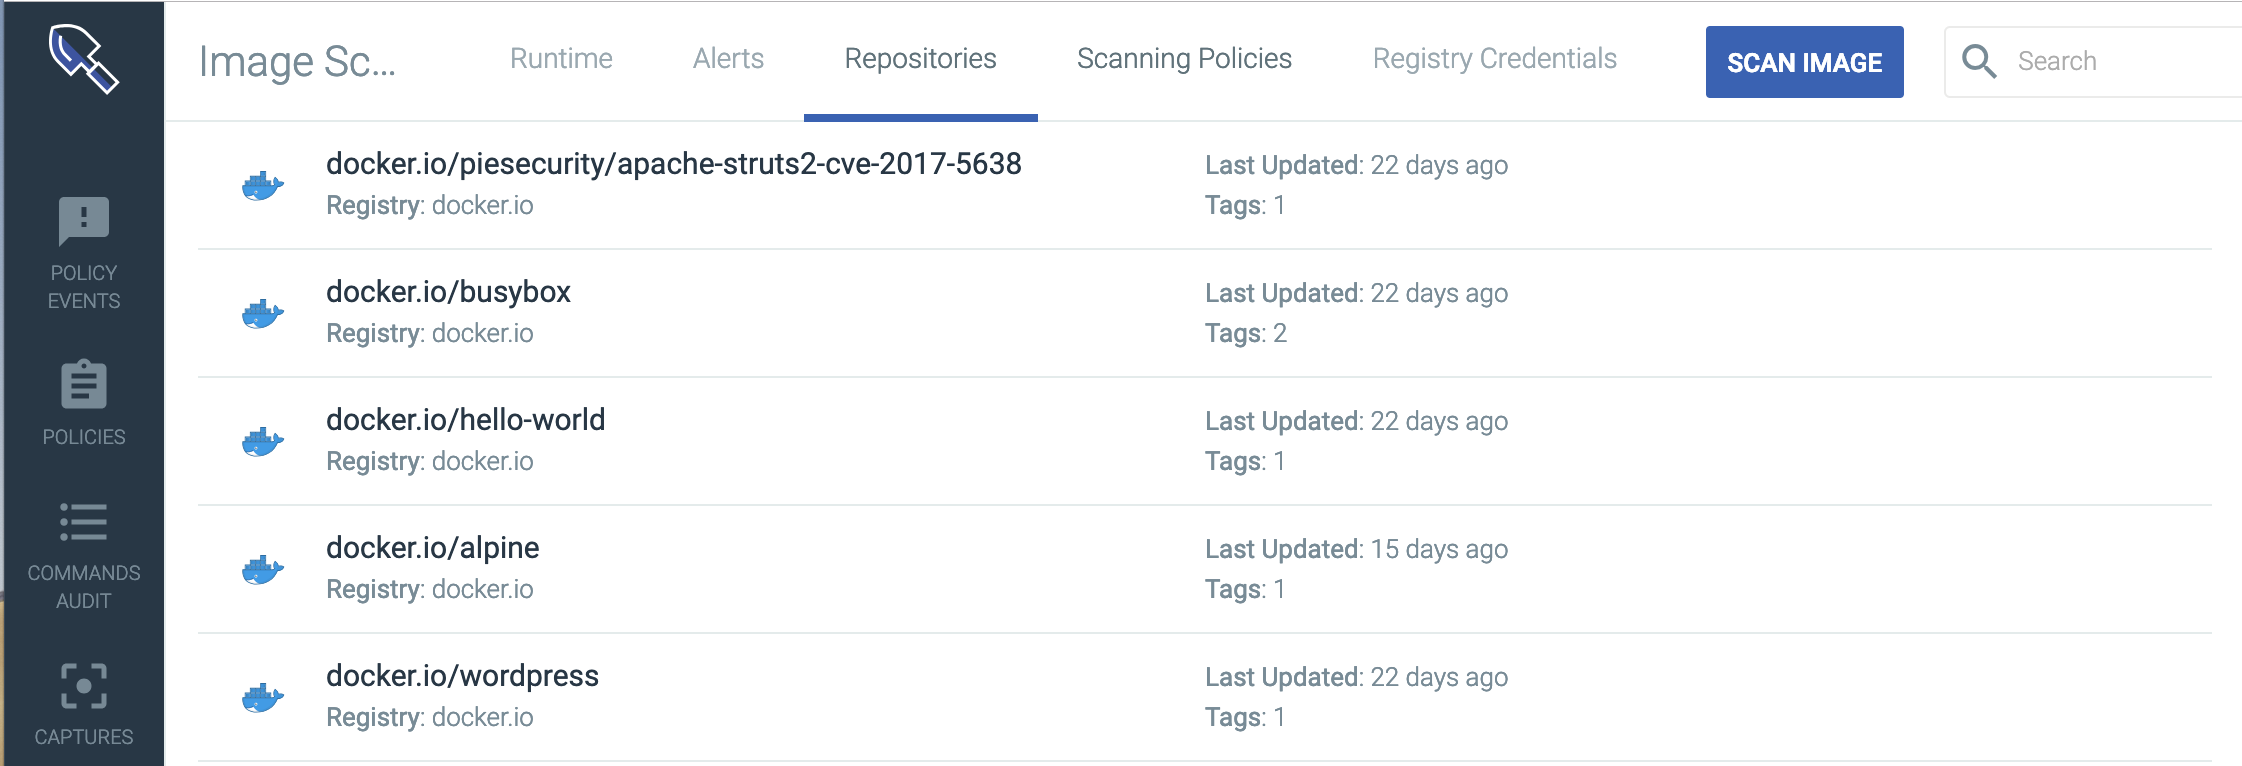 Image Sc...
Runtime
Alerts
Repositories
Scanning Policies
Registry Credentials
SCAN IMAGE
Search
POLICY
EVENTS
POLICIES
COMMANDS
AUDIT
CAPTURES
docker.io/piesecurity/apache-struts2-cve-2017-5638
Registry: docker.io
Last Updated: 22 days ago
Tags: 1
docker.io/busybox
Registry: docker.io
Last Updated: 22 days ago
Tags: 2
docker.io/hello-world
Registry: docker.io
Last Updated: 22 days ago
Tags: 1
docker.io/alpine
Registry: docker.io
Last Updated: 15 days ago
Tags: 1
docker.io/wordpress
Registry: docker.io
Last Updated: 22 days ago
Tags: 1